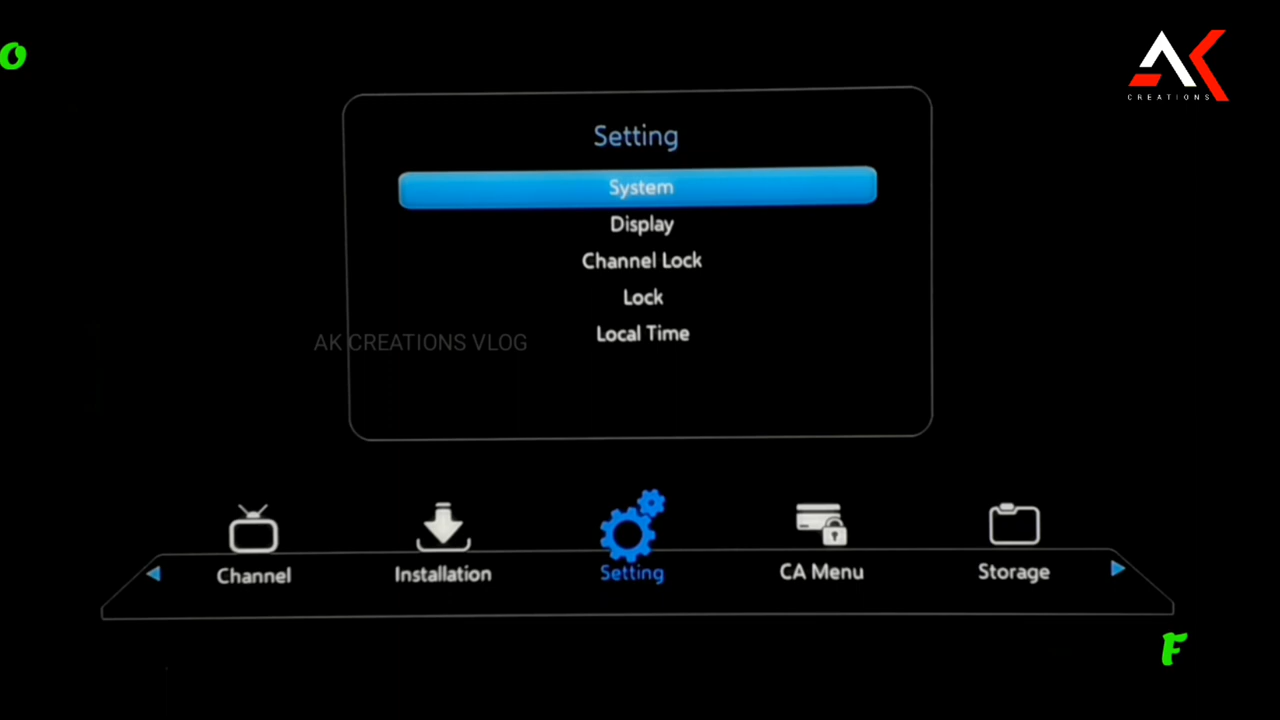 O
AK
CREATIONS
Setting
System
Display
Channel Lock
Lock
Local Time
AK CREATIONS VLOG
Channel
Installation
Setting
CA Menu
Storage
F